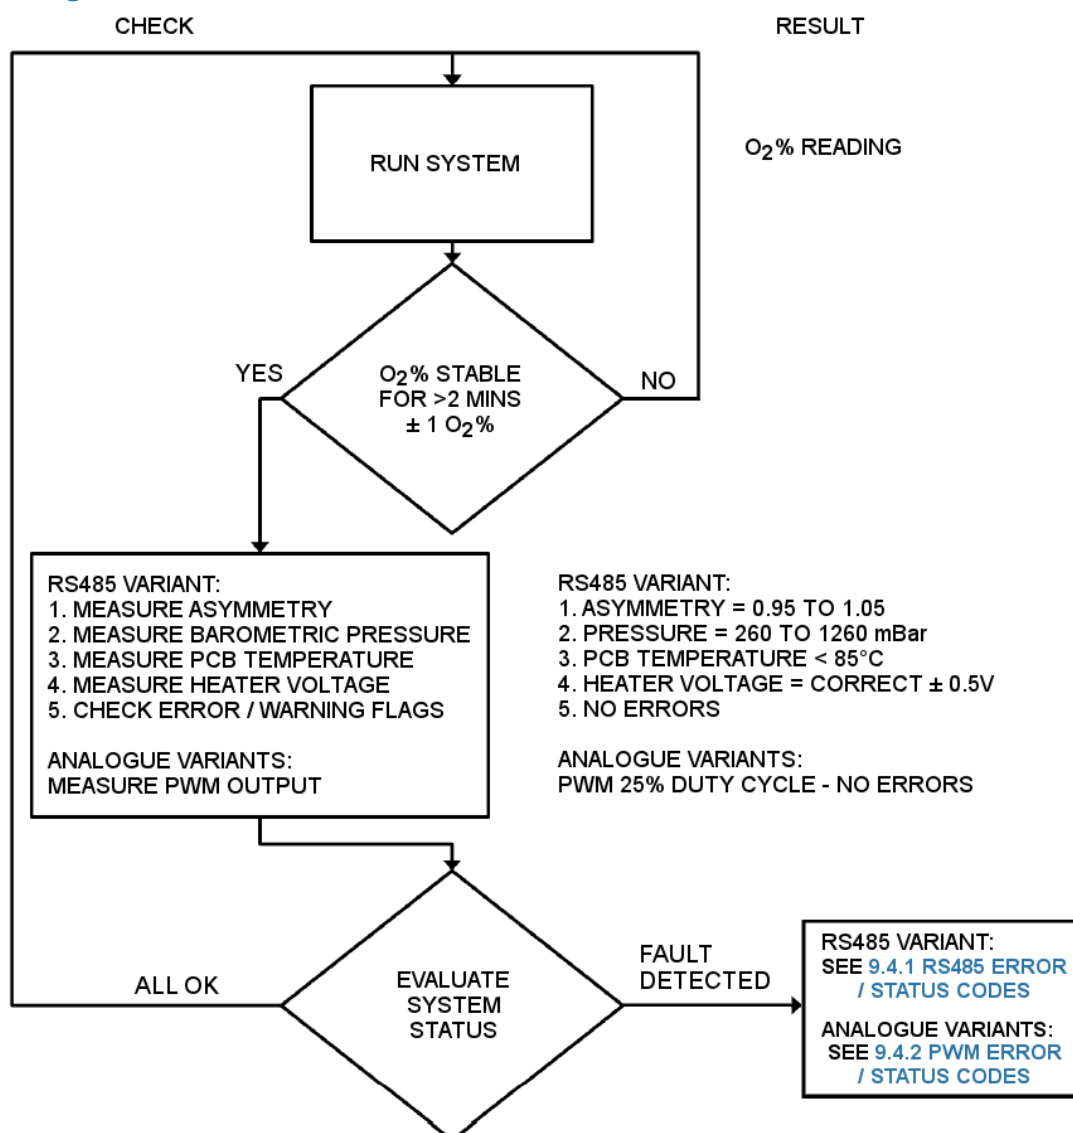 CHECK
RESULT
RUN SYSTEM
O₂% READING
YES
O₂% STABLE
FOR >2 MINS
± 1 O₂%
NO
RS485 VARIANT:
1. MEASURE ASYMMETRY
2. MEASURE BAROMETRIC PRESSURE
3. MEASURE PCB TEMPERATURE
4. MEASURE HEATER VOLTAGE
5. CHECK ERROR / WARNING FLAGS
ANALOGUE VARIANTS:
MEASURE PWM OUTPUT
RS485 VARIANT:
1. ASYMMETRY = 0.95 TO 1.05
2. PRESSURE = 260 TO 1260 mBar
3. PCB TEMPERATURE < 85°C
4. HEATER VOLTAGE = CORRECT ± 0.5V
5. NO ERRORS
ANALOGUE VARIANTS:
PWM 25% DUTY CYCLE - NO ERRORS
ALL OK
EVALUATE
SYSTEM
STATUS
FAULT
DETECTED
RS485 VARIANT:
SEE 9.4.1 RS485 ERROR
/ STATUS CODES
ANALOGUE VARIANTS:
SEE 9.4.2 PWM ERROR
/ STATUS CODES